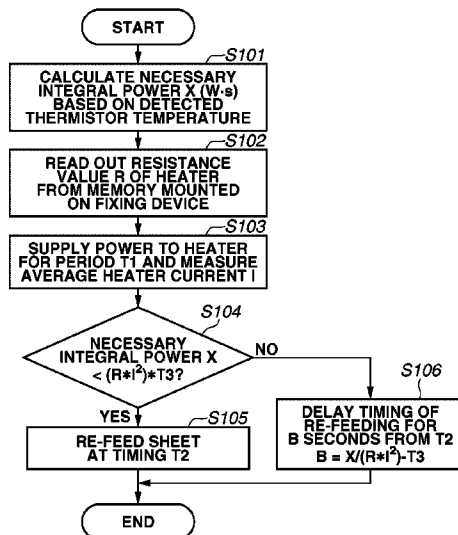 START
S101
CALCULATE NECESSARY
INTEGRAL POWER X (W·s)
BASED ON DETECTED
THERMISTOR TEMPERATURE
S102
READ OUT RESISTANCE
VALUE R OF HEATER
FROM MEMORY MOUNTED
ON FIXING DEVICE
S103
SUPPLY POWER TO HEATER
FOR PERIOD T1 AND MEASURE
AVERAGE HEATER CURRENT I
S104
NECESSARY
INTEGRAL POWER X
< (R*I²)*T3?
NO
YES
S105
RE-FEED SHEET
AT TIMING T2
S106
DELAY TIMING OF
RE-FEEDING FOR
B SECONDS FROM T2
B = X/(R*I²)-T3
END